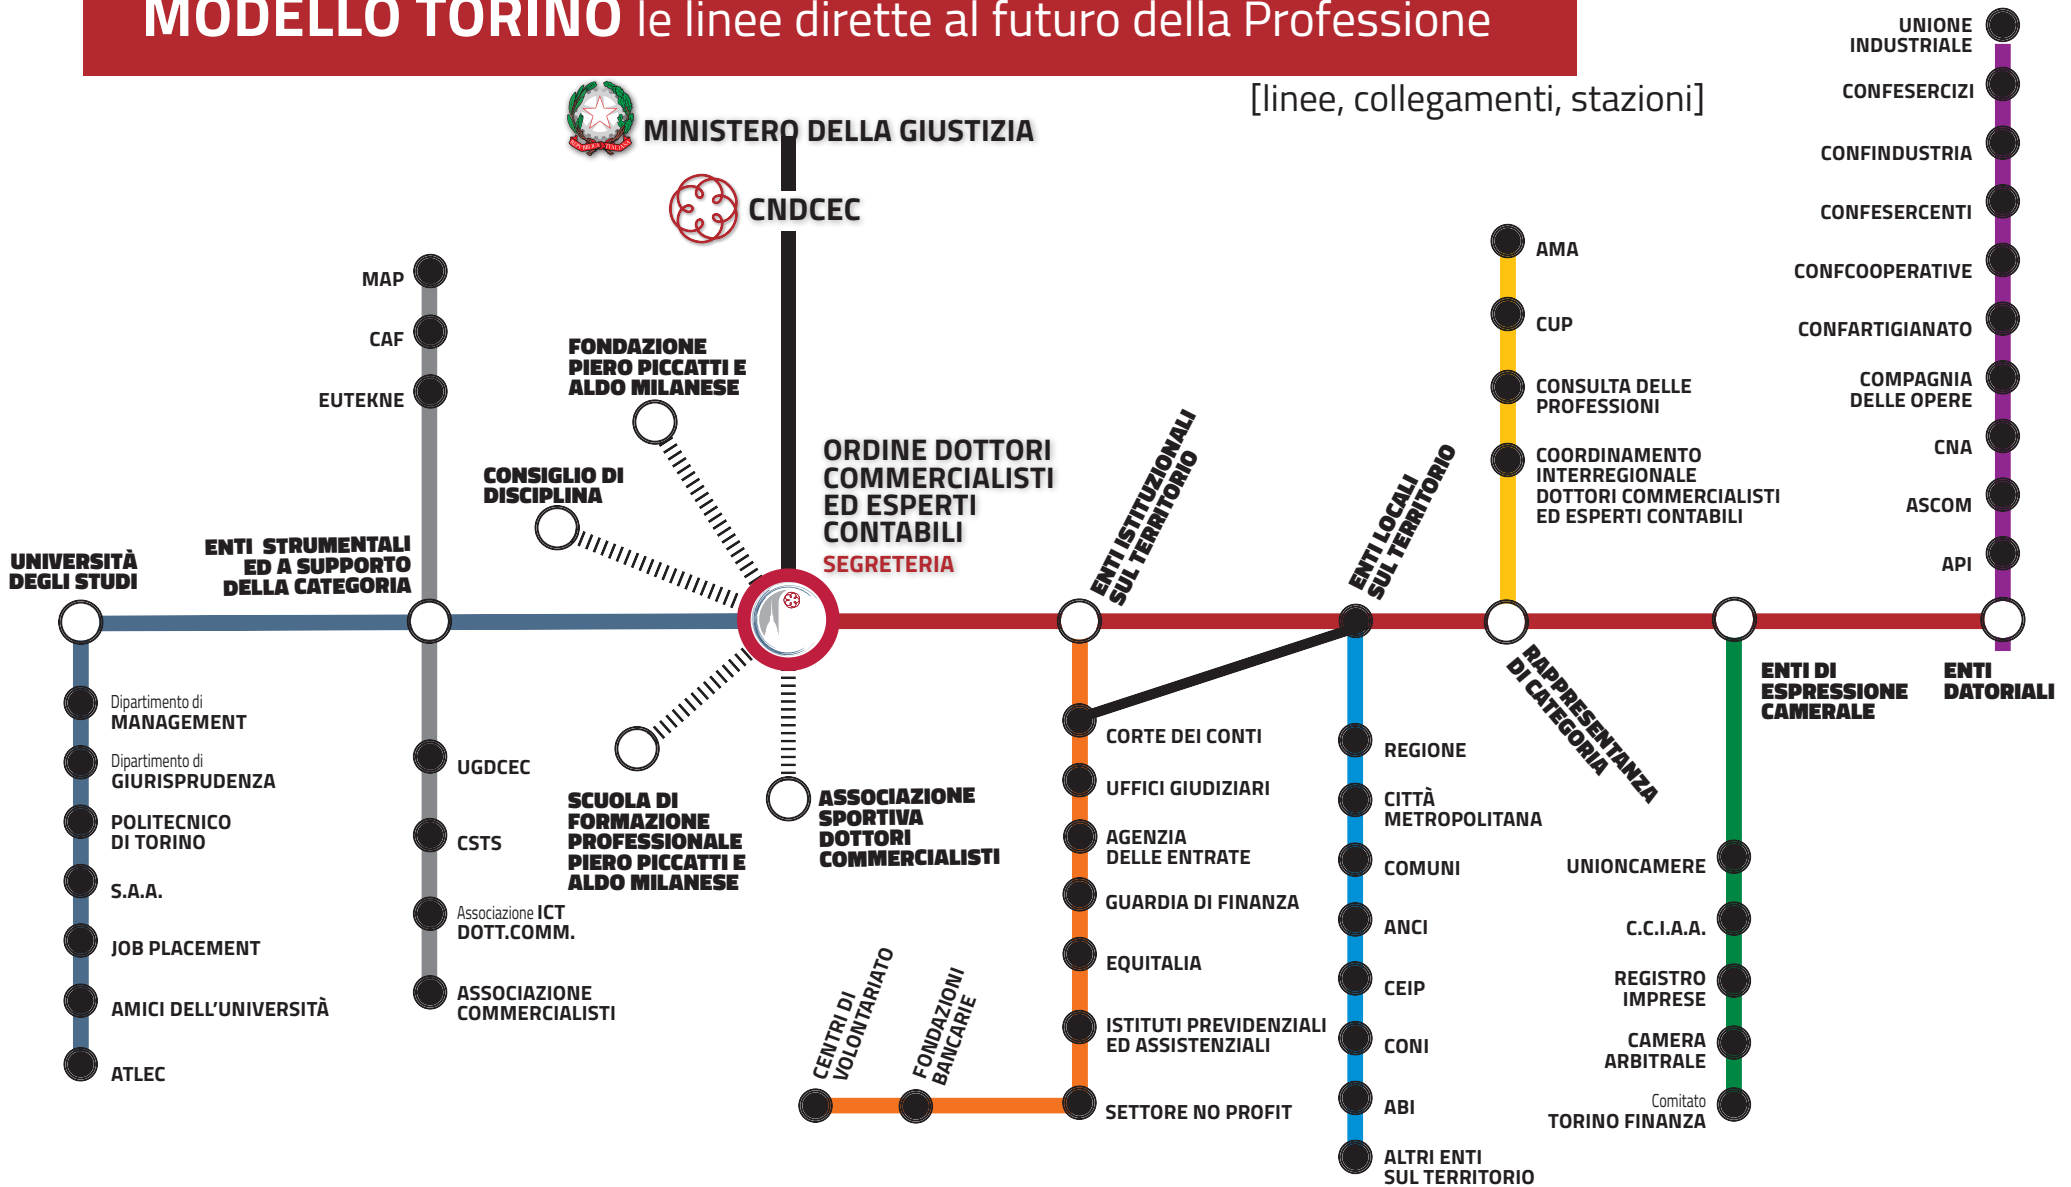 MODELLO TORINO le linee dirette al futuro della Professione
[linee, collegamenti, stazioni]
REPVBBLICA ITALIANA
MINISTERO DELLA GIUSTIZIA
CNDCEC
MAP
CAF
EUTEKNE
FONDAZIONE
PIERO PICCATTI E
ALDO MILANESE
CONSIGLIO DI
DISCIPLINA
ORDINE DOTTORI
COMMERCIALISTI
ED ESPERTI
CONTABILI
SEGRETERIA
UNIVERSITÀ
DEGLI STUDI
ENTI STRUMENTALI
ED A SUPPORTO
DELLA CATEGORIA
Dipartimento di
MANAGEMENT
Dipartimento di
GIURISPRUDENZA
POLITECNICO
DI TORINO
S.A.A.
JOB PLACEMENT
AMICI DELL'UNIVERSITÀ
ATLEC
UGDCEC
CSTS
Associazione ICT
DOTT.COMM.
ASSOCIAZIONE
COMMERCIALISTI
SCUOLA DI
FORMAZIONE
PROFESSIONALE
PIERO PICCATTI E
ALDO MILANESE
ASSOCIAZIONE
SPORTIVA
DOTTORI
COMMERCIALISTI
ENTI ISTITUZIONALI
SUL TERRITORIO
CORTE DEI CONTI
UFFICI GIUDIZIARI
AGENZIA
DELLE ENTRATE
GUARDIA DI FINANZA
EQUITALIA
ISTITUTI PREVIDENZIALI
ED ASSISTENZIALI
SETTORE NO PROFIT
FONDAZIONI
BANCARIE
CENTRI DI
VOLONTARIATO
ENTI LOCALI
SUL TERRITORIO
REGIONE
CITTÀ
METROPOLITANA
COMUNI
ANCI
CEIP
CONI
ABI
ALTRI ENTI
SUL TERRITORIO
AMA
CUP
CONSULTA DELLE
PROFESSIONI
COORDINAMENTO
INTERREGIONALE
DOTTORI COMMERCIALISTI
ED ESPERTI CONTABILI
RAPPRESENTANZA
DI CATEGORIA
ENTI DI
ESPRESSIONE
CAMERALE
UNIONCAMERE
C.C.I.A.A.
REGISTRO
IMPRESE
CAMERA
ARBITRALE
Comitato
TORINO FINANZA
UNIONE
INDUSTRIALE
CONFESERCIZI
CONFINDUSTRIA
CONFESERCENTI
CONFCOOPERATIVE
CONFARTIGIANATO
COMPAGNIA
DELLE OPERE
CNA
ASCOM
API
ENTI
DATORIALI